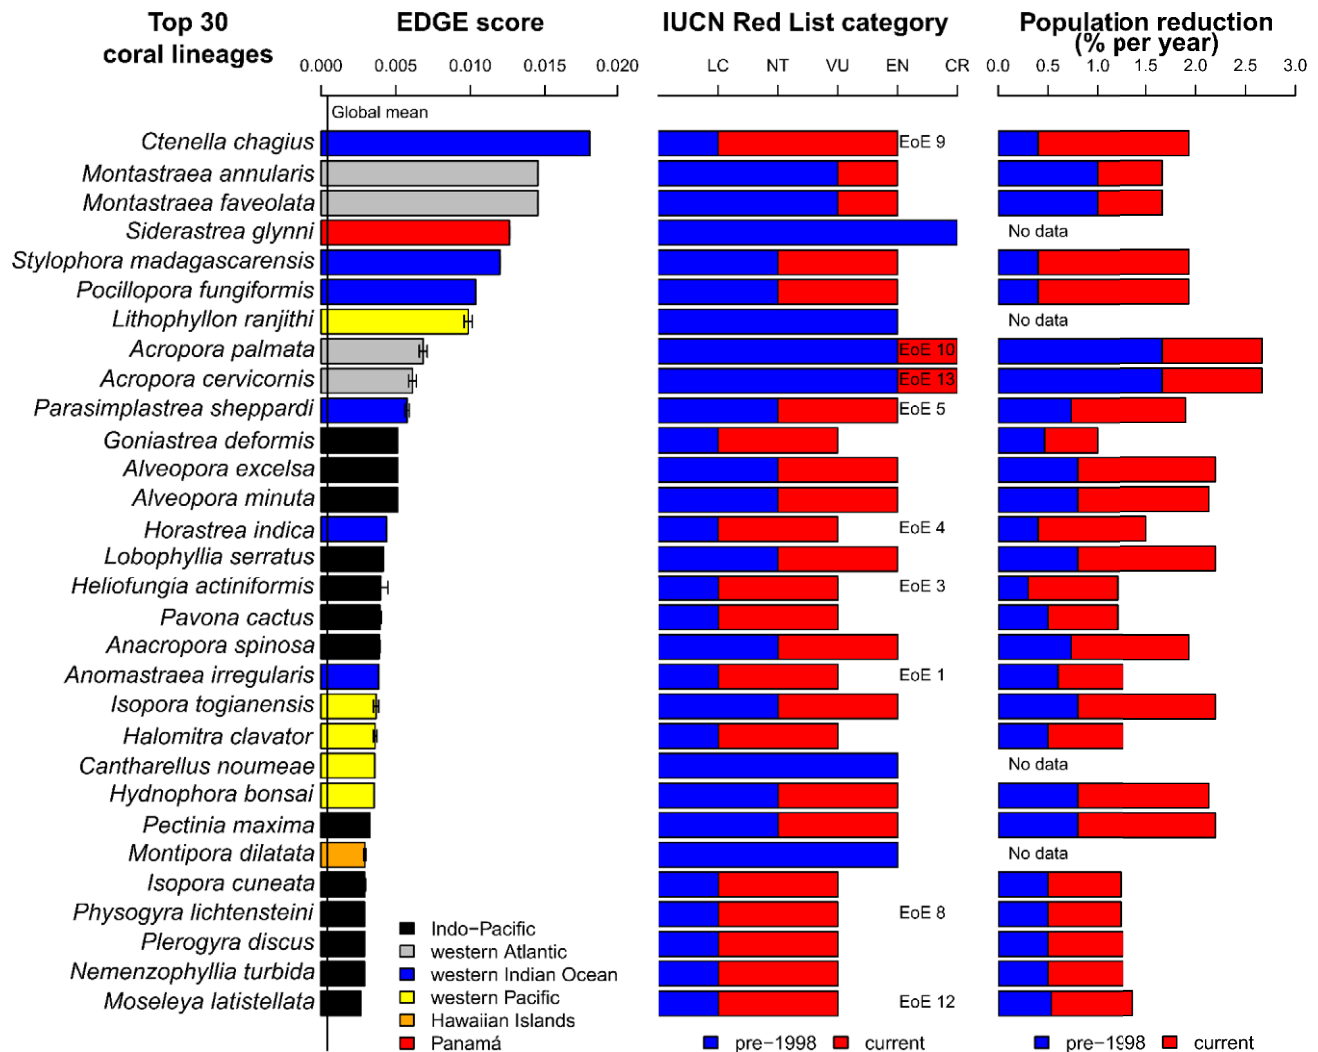 Top 30
coral lineages
EDGE score
IUCN Red List category
Population reduction
(% per year)
0.000 0.005 0.010 0.015 0.020
LC NT VU EN CR
0.0 0.5 1.0 1.5 2.0 2.5 3.0
Global mean
Ctenella chagius EoE 9
Montastraea annularis
Montastraea faveolata
Siderastrea glynni No data
Stylophora madagascarensis
Pocillopora fungiformis
Lithophyllon ranjithi No data
Acropora palmata EoE 10
Acropora cervicornis EoE 13
Parasimplastrea sheppardi EoE 5
Goniastrea deformis
Alveopora excelsa
Alveopora minuta
Horastrea indica EoE 4
Lobophyllia serratus
Heliofungia actiniformis EoE 3
Pavona cactus
Anacropora spinosa
Anomastraea irregularis EoE 1
Isopora togianensis
Halomitra clavator
Cantharellus noumeae No data
Hydnophora bonsai
Pectinia maxima
Montipora dilatata No data
Isopora cuneata
Physogyra lichtensteini EoE 8
Plerogyra discus
Nemenzophyllia turbida
Moseleya latistellata EoE 12
Indo−Pacific
western Atlantic
western Indian Ocean
western Pacific
Hawaiian Islands
Panamá
pre−1998 current
pre−1998 current